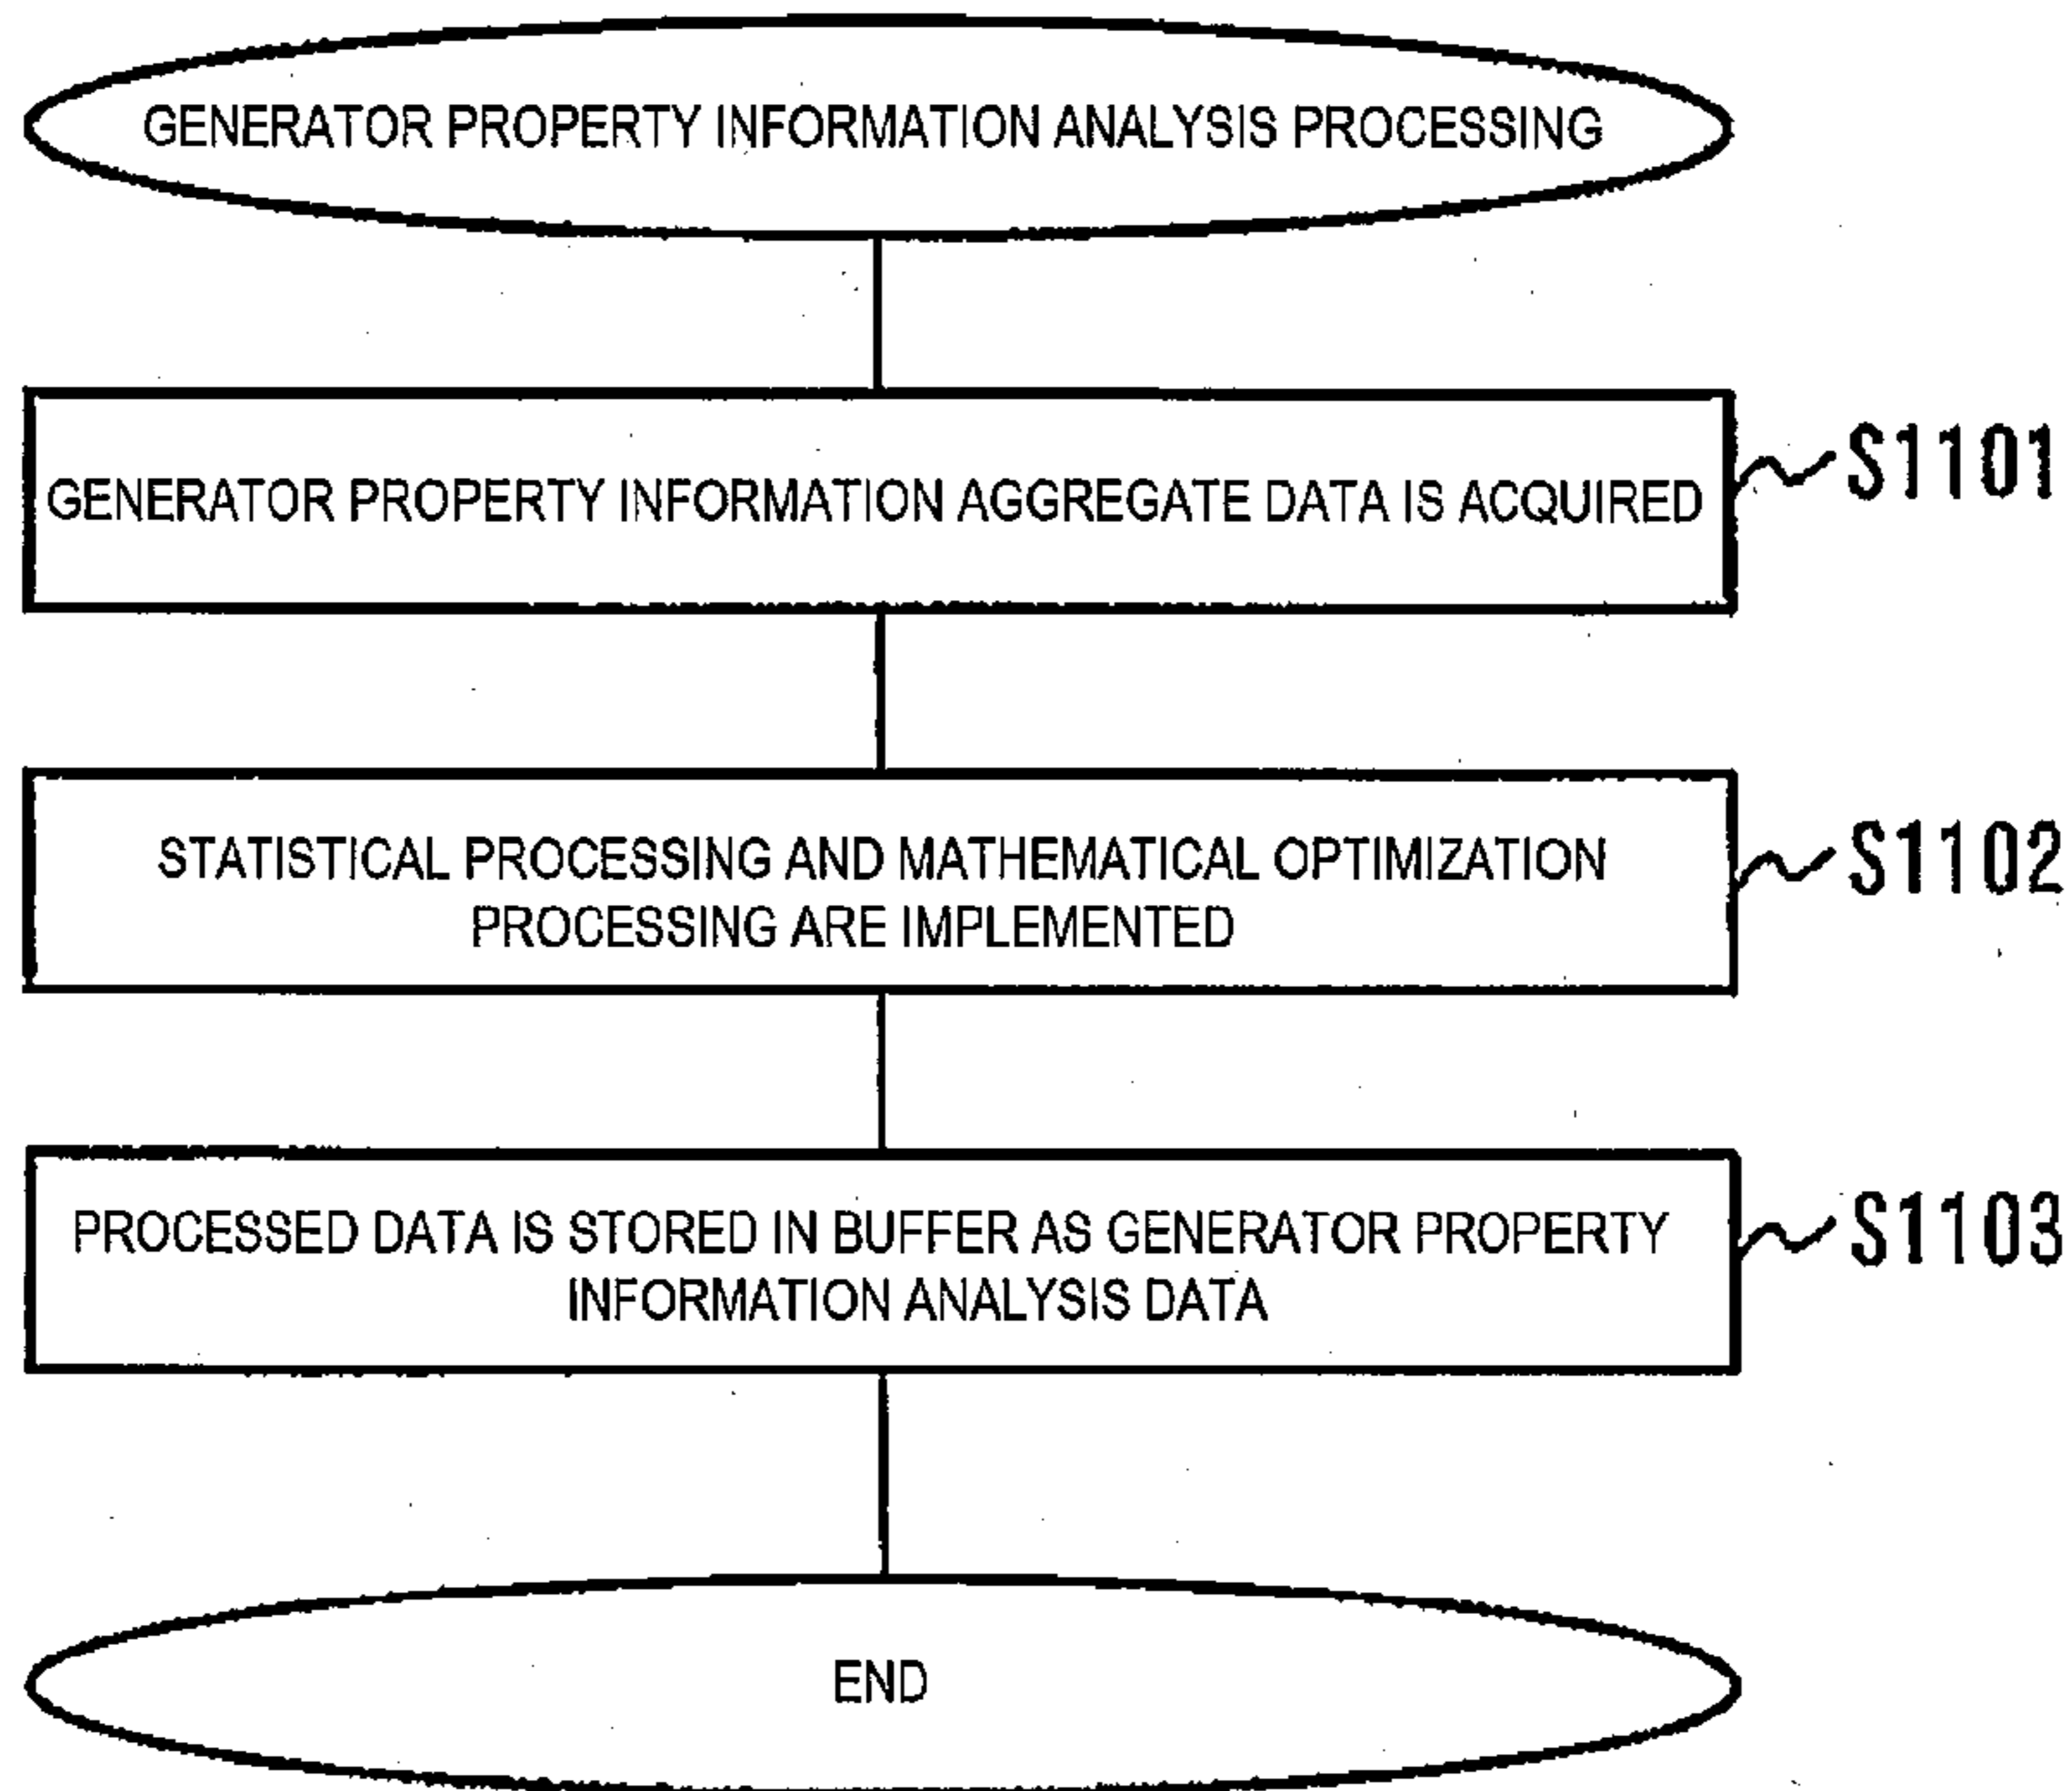 GENERATOR PROPERTY INFORMATION ANALYSIS PROCESSING
GENERATOR PROPERTY INFORMATION AGGREGATE DATA IS ACQUIRED
S1101
STATISTICAL PROCESSING AND MATHEMATICAL OPTIMIZATION
PROCESSING ARE IMPLEMENTED
S1102
PROCESSED DATA IS STORED IN BUFFER AS GENERATOR PROPERTY
INFORMATION ANALYSIS DATA
S1103
END